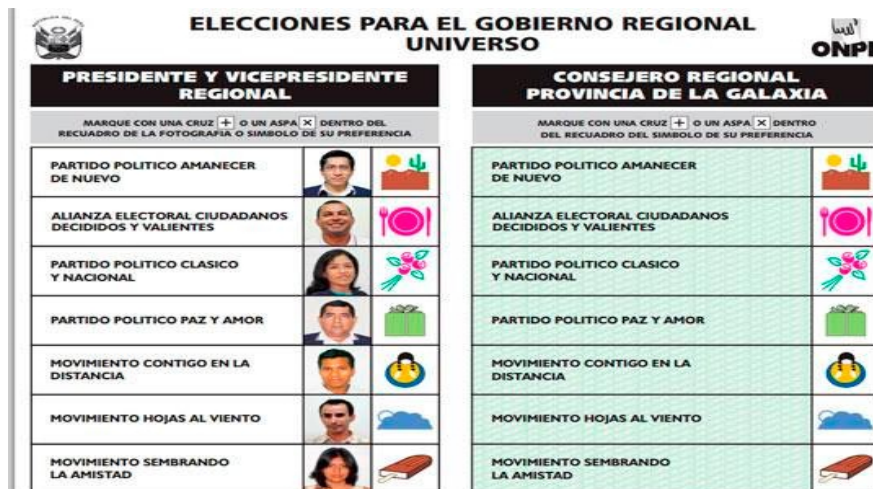 ELECCIONES PARA EL GOBIERNO REGIONAL
UNIVERSO
PRESIDENTE Y VICEPRESIDENTE
REGIONAL
MARQUE CON UNA CRUZ + O UN ASPA X DENTRO DEL
RECUADRO DE LA FOTOGRAFIA O SIMBOLO DE SU PREFERENCIA
PARTIDO POLITICO AMANECER
DE NUEVO
ALIANZA ELECTORAL CIUDADANOS
DECIDIDOS Y VALIENTES
PARTIDO POLITICO CLASICO
Y NACIONAL
PARTIDO POLITICO PAZ Y AMOR
MOVIMIENTO CONTIGO EN LA
DISTANCIA
MOVIMIENTO HOJAS AL VIENTO
MOVIMIENTO SEMBRANDO
LA AMISTAD
ONPE
CONSEJERO REGIONAL
PROVINCIA DE LA GALAXIA
MARQUE CON UNA CRUZ + O UN ASPA X DENTRO
DEL RECUADRO DEL SIMBOLO DE SU PREFERENCIA
PARTIDO POLITICO AMANECER
DE NUEVO
ALIANZA ELECTORAL CIUDADANOS
DECIDIDOS Y VALIENTES
PARTIDO POLITICO CLASICO
Y NACIONAL
PARTIDO POLITICO PAZ Y AMOR
MOVIMIENTO CONTIGO EN LA
DISTANCIA
MOVIMIENTO HOJAS AL VIENTO
MOVIMIENTO SEMBRANDO
LA AMISTAD